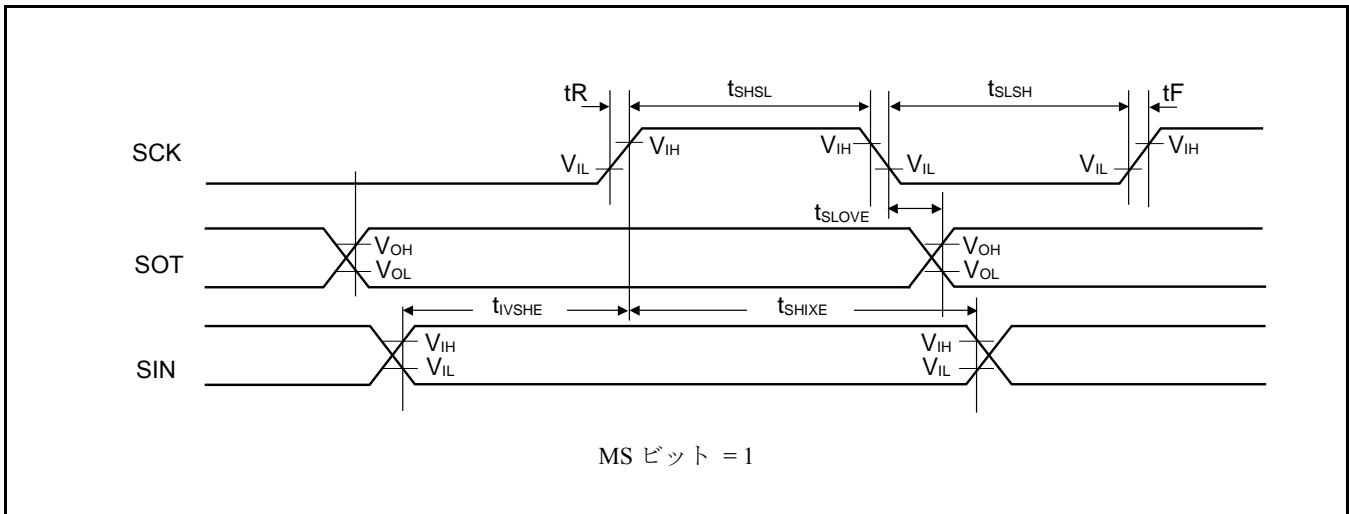 tR tSHSL tSLSH tF
SCK VIL VIH VIH VIL VIL VIH
tSLOVE
SOT VOH VOL VOH VOL
tIVSHE tSHIXE
SIN VIH VIL VIH VIL
MS ビット = 1